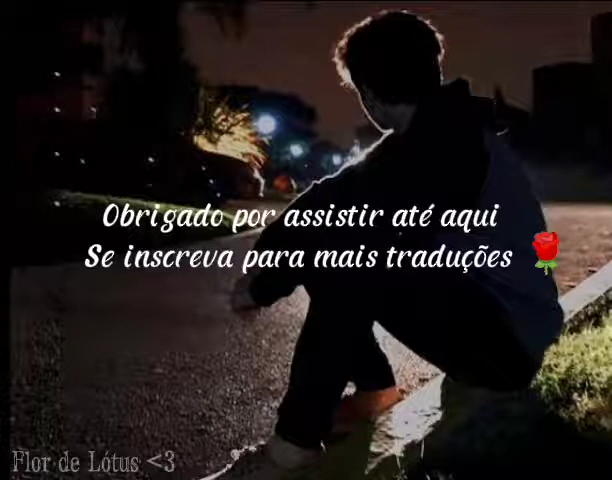 Obrigado por assistir até aqui
Se inscreva para mais traduções 🌹
Flor de Lótus <3